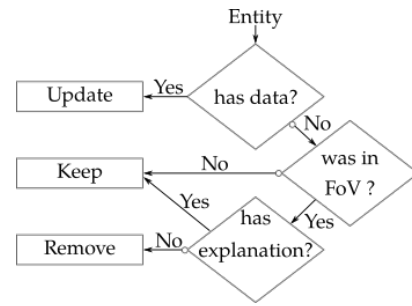 Entity
has data?
Yes
Update
No
was in
FoV ?
No
Keep
Yes
has
explanation?
Yes
No
Remove